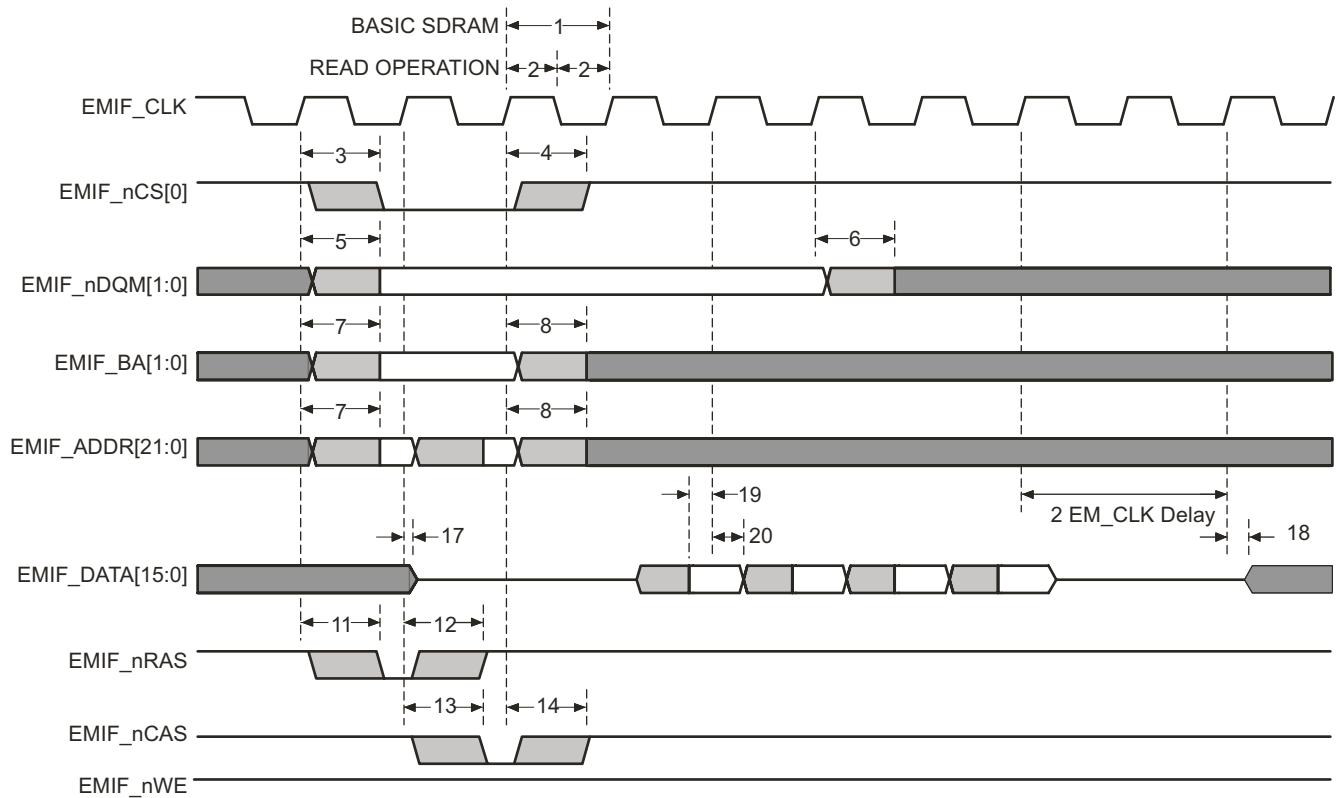 BASIC SDRAM 1
READ OPERATION 2 2
EMIF_CLK
3 4
EMIF_nCS[0]
5 6
EMIF_nDQM[1:0]
7 8
EMIF_BA[1:0]
7 8
EMIF_ADDR[21:0]
19
2 EM_CLK Delay
17 20 18
EMIF_DATA[15:0]
11 12
EMIF_nRAS
13 14
EMIF_nCAS
EMIF_nWE